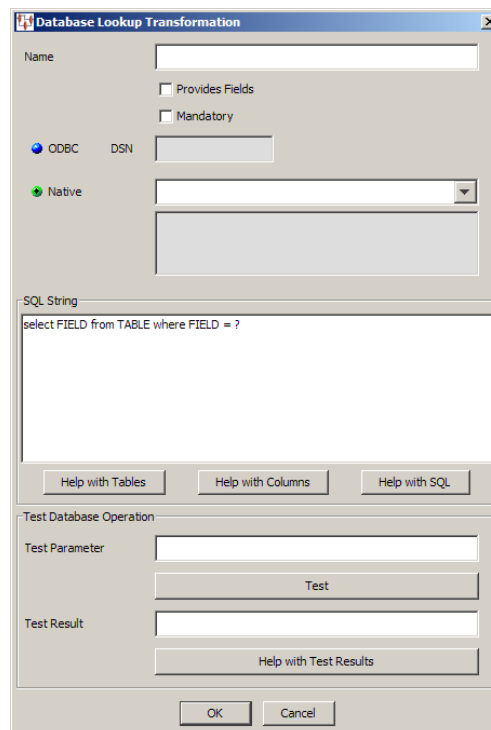 Database Lookup Transformation
Name
Provides Fields
Mandatory
ODBC DSN
Native
SQL String
select FIELD from TABLE where FIELD = ?
Help with Tables Help with Columns Help with SQL
Test Database Operation
Test Parameter
Test
Test Result
Help with Test Results
OK Cancel